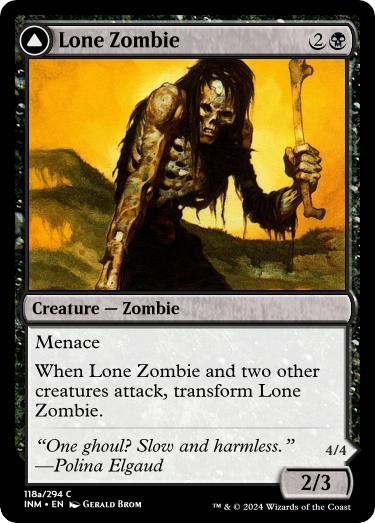 Lone Zombie 2
Creature — Zombie
Menace
When Lone Zombie and two other
creatures attack, transform Lone
Zombie.
“One ghoul? Slow and harmless.”
—Polina Elgaud
4/4
2/3
118a/294 C
INM • EN Gerald Brom
™ & © 2024 Wizards of the Coast